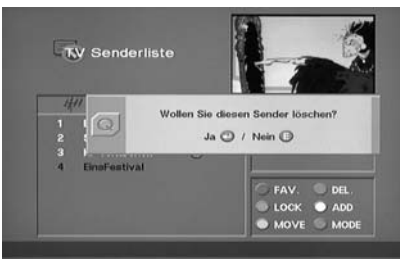 TV Senderliste
Wollen Sie diesen Sender löschen?
Ja / Nein E
1
2
3
4 EinsFestival
FAV. DEL.
LOCK ADD
MOVE MODE